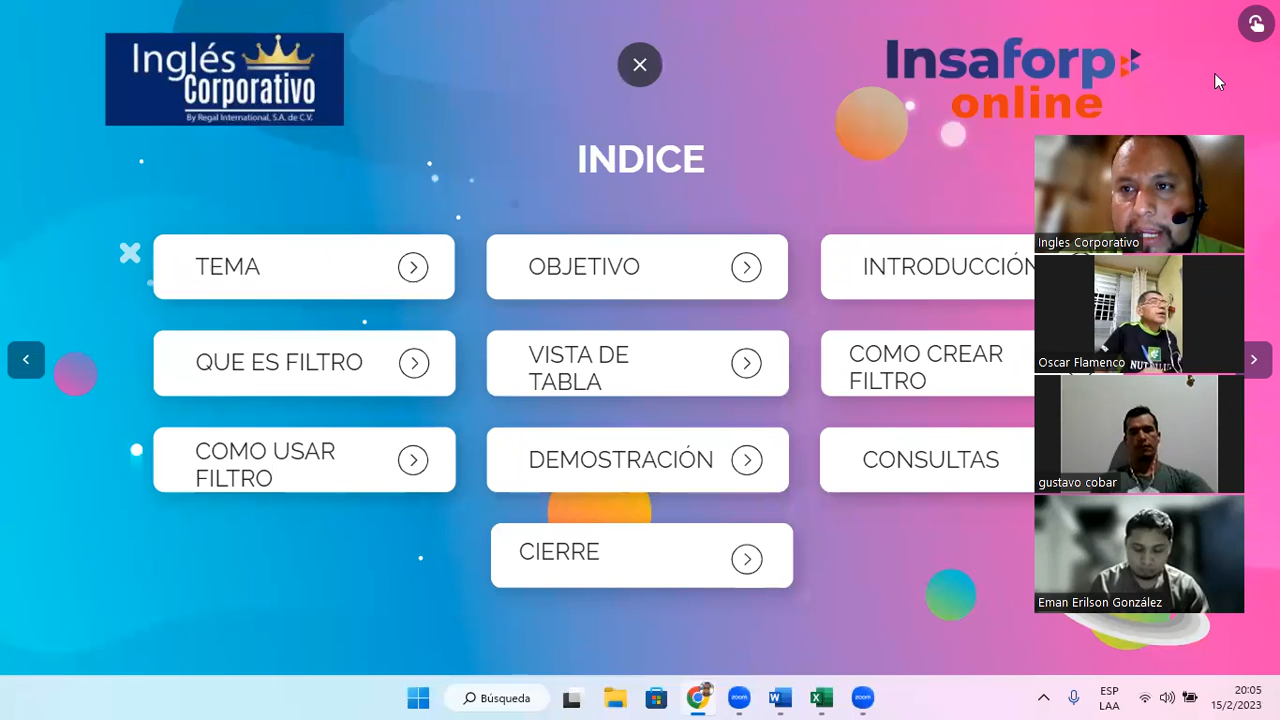 Inglés
Corporativo
By Regal International, S.A. de C.V.
Insaforp
online
INDICE
TEMA
OBJETIVO
INTRODUCCIÓN
QUE ES FILTRO
VISTA DE
TABLA
COMO CREAR
FILTRO
COMO USAR
FILTRO
DEMOSTRACIÓN
CONSULTAS
CIERRE
Ingles Corporativo
Oscar Flamenco
gustavo cobar
Eman Erilson González
Búsqueda
ESP
LAA
20:05
15/2/2023